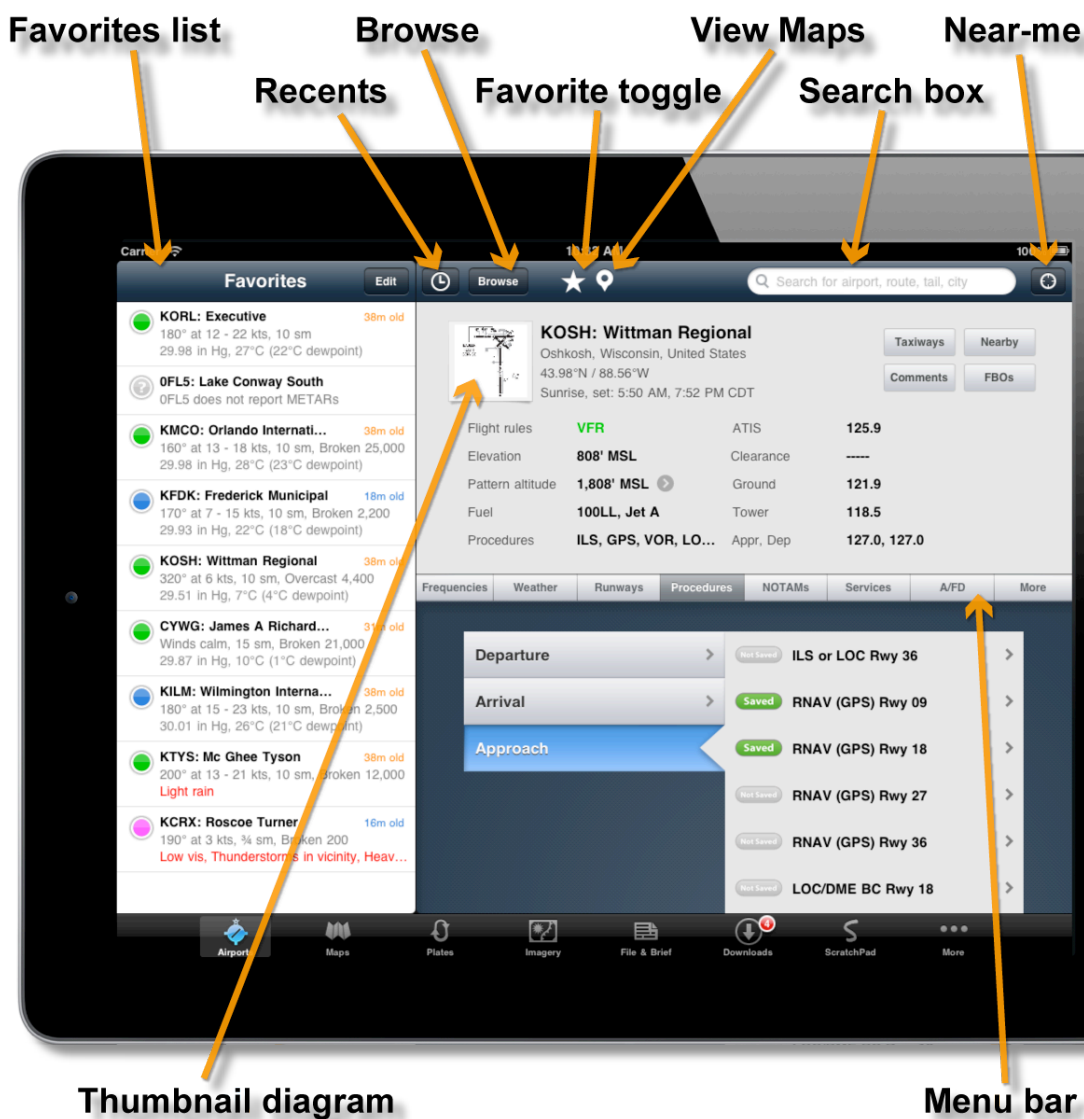 Favorites list
Browse
View Maps
Near-me
Recents
Favorite toggle
Search box
Favorites
Edit
Browse
Search for airport, route, tail, city
KORL: Executive
38m old
180° at 12 - 22 kts, 10 sm
29.98 in Hg, 27°C (22°C dewpoint)
0FL5: Lake Conway South
0FL5 does not report METARs
KMCO: Orlando Internati...
38m old
160° at 13 - 18 kts, 10 sm, Broken 25,000
29.98 in Hg, 28°C (23°C dewpoint)
KFDK: Frederick Municipal
18m old
170° at 7 - 15 kts, 10 sm, Broken 2,200
29.93 in Hg, 22°C (18°C dewpoint)
KOSH: Wittman Regional
38m old
320° at 6 kts, 10 sm, Overcast 4,400
29.51 in Hg, 7°C (4°C dewpoint)
CYWG: James A Richard...
31m old
Winds calm, 15 sm, Broken 21,000
29.87 in Hg, 10°C (1°C dewpoint)
KILM: Wilmington Interna...
38m old
180° at 15 - 23 kts, 10 sm, Broken 2,500
30.01 in Hg, 26°C (21°C dewpoint)
KTYS: Mc Ghee Tyson
38m old
200° at 13 - 21 kts, 10 sm, Broken 12,000
Light rain
KCRX: Roscoe Turner
16m old
190° at 3 kts, ¾ sm, Broken 200
Low vis, Thunderstorms in vicinity, Heav...
KOSH: Wittman Regional
Oshkosh, Wisconsin, United States
43.98°N / 88.56°W
Sunrise, set: 5:50 AM, 7:52 PM CDT
Taxiways
Nearby
Comments
FBOs
Flight rules
VFR
ATIS
125.9
Elevation
808' MSL
Clearance
-----
Pattern altitude
1,808' MSL
Ground
121.9
Fuel
100LL, Jet A
Tower
118.5
Procedures
ILS, GPS, VOR, LO...
Appr, Dep
127.0, 127.0
Frequencies
Weather
Runways
Procedures
NOTAMs
Services
A/FD
More
Departure
Arrival
Approach
Not Saved
ILS or LOC Rwy 36
Saved
RNAV (GPS) Rwy 09
Saved
RNAV (GPS) Rwy 18
Not Saved
RNAV (GPS) Rwy 27
Not Saved
RNAV (GPS) Rwy 36
Not Saved
LOC/DME BC Rwy 18
Airport
Maps
Plates
Imagery
File & Brief
Downloads
4
ScratchPad
More
Thumbnail diagram
Menu bar